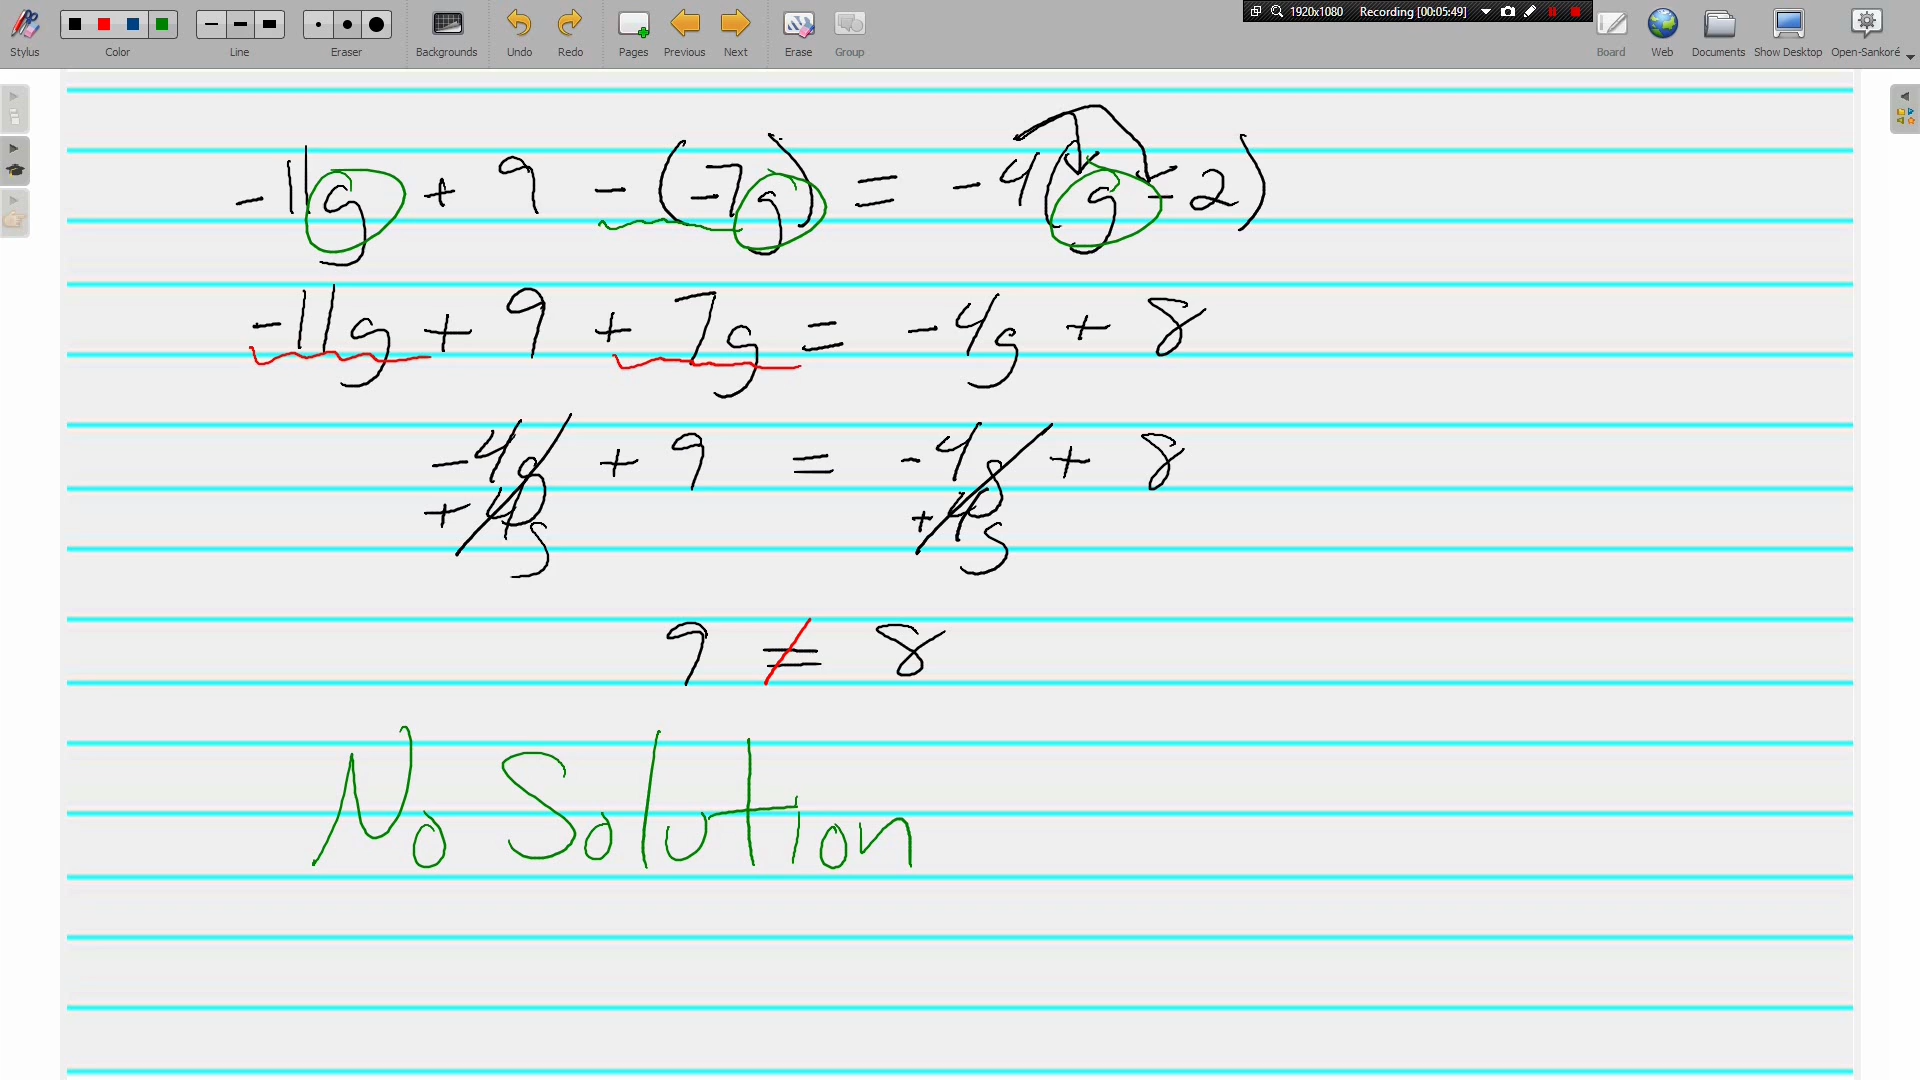 1920x1080 Recording [00:05:49]
Stylus Color Line Eraser Backgrounds Undo Redo Pages Previous Next Erase Group Board Web Documents Show Desktop Open-Sankoré
-11g + 9 - (-7g) = -4(g - 2)
-11g + 9 + 7g = -4g + 8
-4g + 9 = -4g + 8
+ 4g + 4g
9 ≠ 8
No Solution